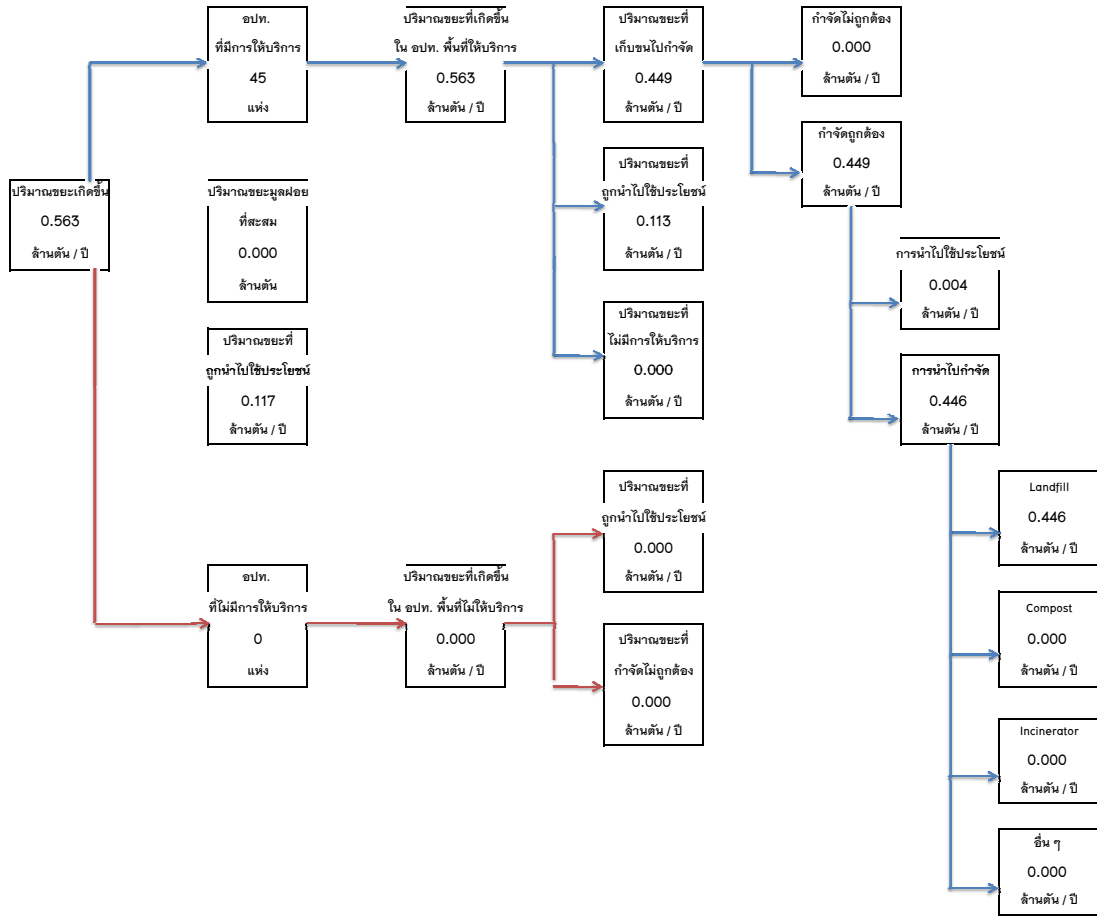 ปริมาณขยะเกิดขึ้น
0.563
ล้านตัน / ปี
อปท.
ที่มีการให้บริการ
45
แห่ง
ปริมาณขยะที่เกิดขึ้น
ใน อปท. พื้นที่ให้บริการ
0.563
ล้านตัน / ปี
ปริมาณขยะที่
เก็บขนไปกำจัด
0.449
ล้านตัน / ปี
กำจัดไม่ถูกต้อง
0.000
ล้านตัน / ปี
กำจัดถูกต้อง
0.449
ล้านตัน / ปี
ปริมาณขยะมูลฝอย
ที่สะสม
0.000
ล้านตัน
ปริมาณขยะที่
ถูกนำไปใช้ประโยชน์
0.113
ล้านตัน / ปี
การนำไปใช้ประโยชน์
0.004
ล้านตัน / ปี
ปริมาณขยะที่
ถูกนำไปใช้ประโยชน์
0.117
ล้านตัน / ปี
ปริมาณขยะที่
ไม่มีการให้บริการ
0.000
ล้านตัน / ปี
การนำไปกำจัด
0.446
ล้านตัน / ปี
อปท.
ที่ไม่มีการให้บริการ
0
แห่ง
ปริมาณขยะที่เกิดขึ้น
ใน อปท. พื้นที่ไม่ให้บริการ
0.000
ล้านตัน / ปี
ปริมาณขยะที่
ถูกนำไปใช้ประโยชน์
0.000
ล้านตัน / ปี
ปริมาณขยะที่
กำจัดไม่ถูกต้อง
0.000
ล้านตัน / ปี
Landfill
0.446
ล้านตัน / ปี
Compost
0.000
ล้านตัน / ปี
Incinerator
0.000
ล้านตัน / ปี
อื่น ๆ
0.000
ล้านตัน / ปี